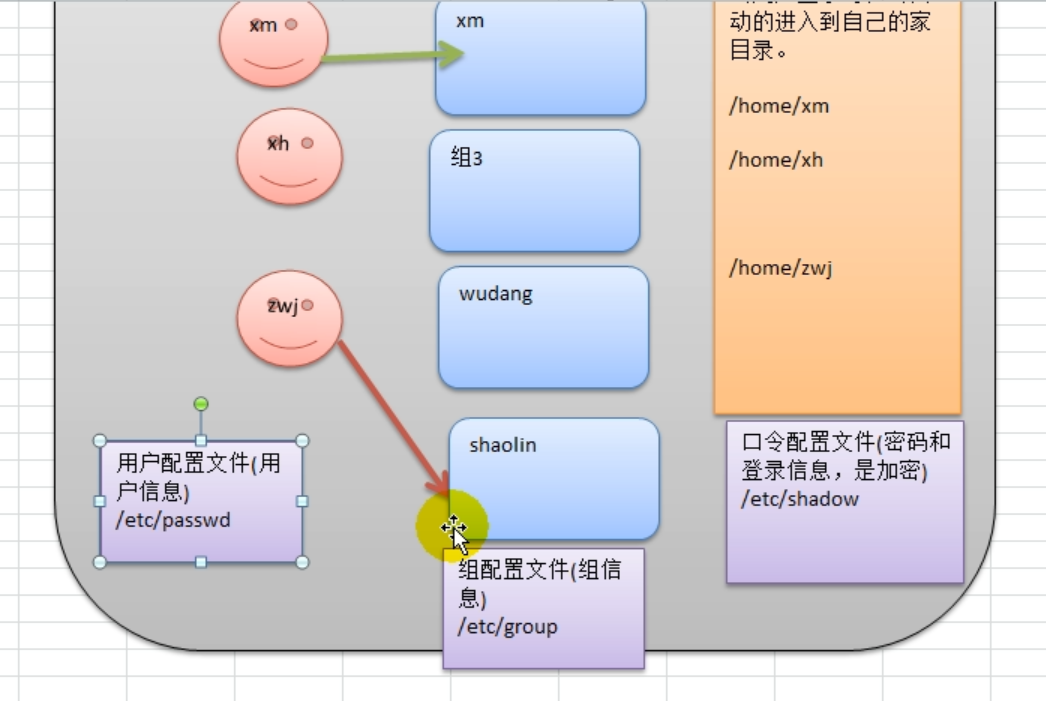 xm
xm
动的进入到自己的家
目录。
/home/xm
xh
组3
/home/xh
zwj
wudang
/home/zwj
shaolin
用户配置文件(用
户信息)
/etc/passwd
口令配置文件(密码和
登录信息，是加密)
/etc/shadow
组配置文件(组信
息)
/etc/group